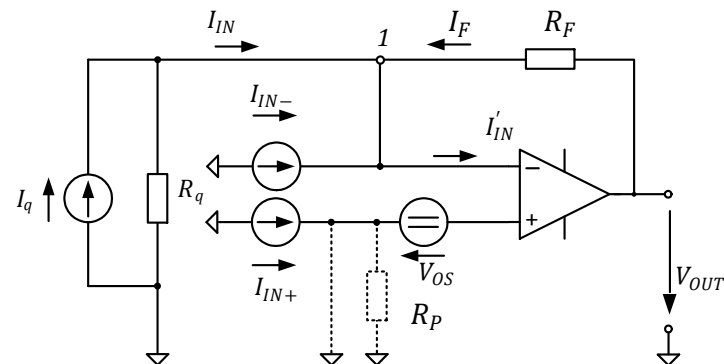 I_IN
1
I_F
R_F
I_IN−
I'_IN
−
I_q
R_q
+
I_IN+
V_OS
R_P
V_OUT